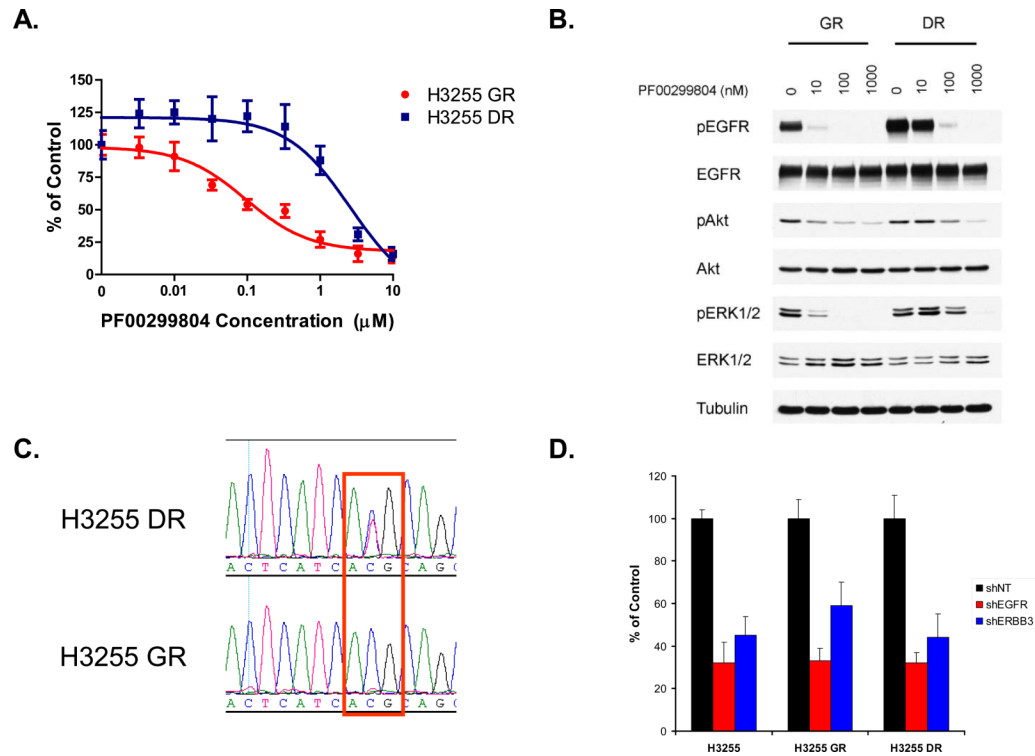 A.
150
125
100
75
50
25
0
% of Control
0
0.01
0.1
1
10
PF00299804 Concentration (μM)
H3255 GR
H3255 DR
B.
GR
DR
PF00299804 (nM)
0
10
100
1000
0
10
100
1000
pEGFR
EGFR
pAkt
Akt
pERK1/2
ERK1/2
Tubulin
C.
H3255 DR
A C T C A T C A C G C A G C
H3255 GR
A C T C A T C A C G C A G C
D.
120
100
80
60
40
20
0
% of Control
H3255
H3255 GR
H3255 DR
shNT
shEGFR
shERBB3